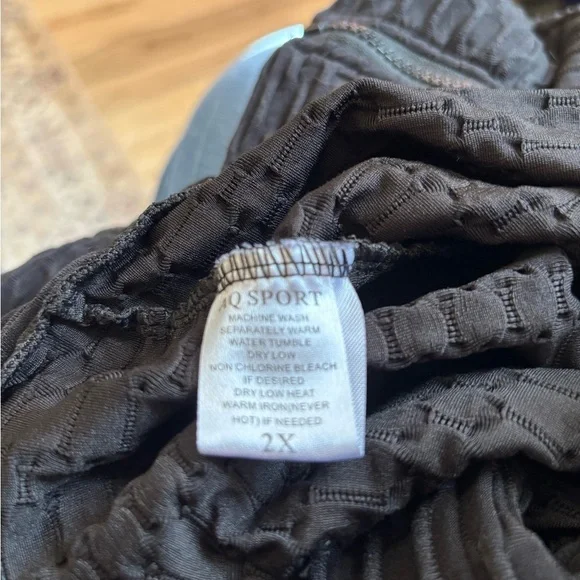 SPORT
MACHINE WASH
SEPARATELY WARM
WATER TUMBLE
DRY LOW
NON CHLORINE BLEACH
IF DESIRED
DRY LOW HEAT
WARM IRON(NEVER
HOT) IF NEEDED
2X